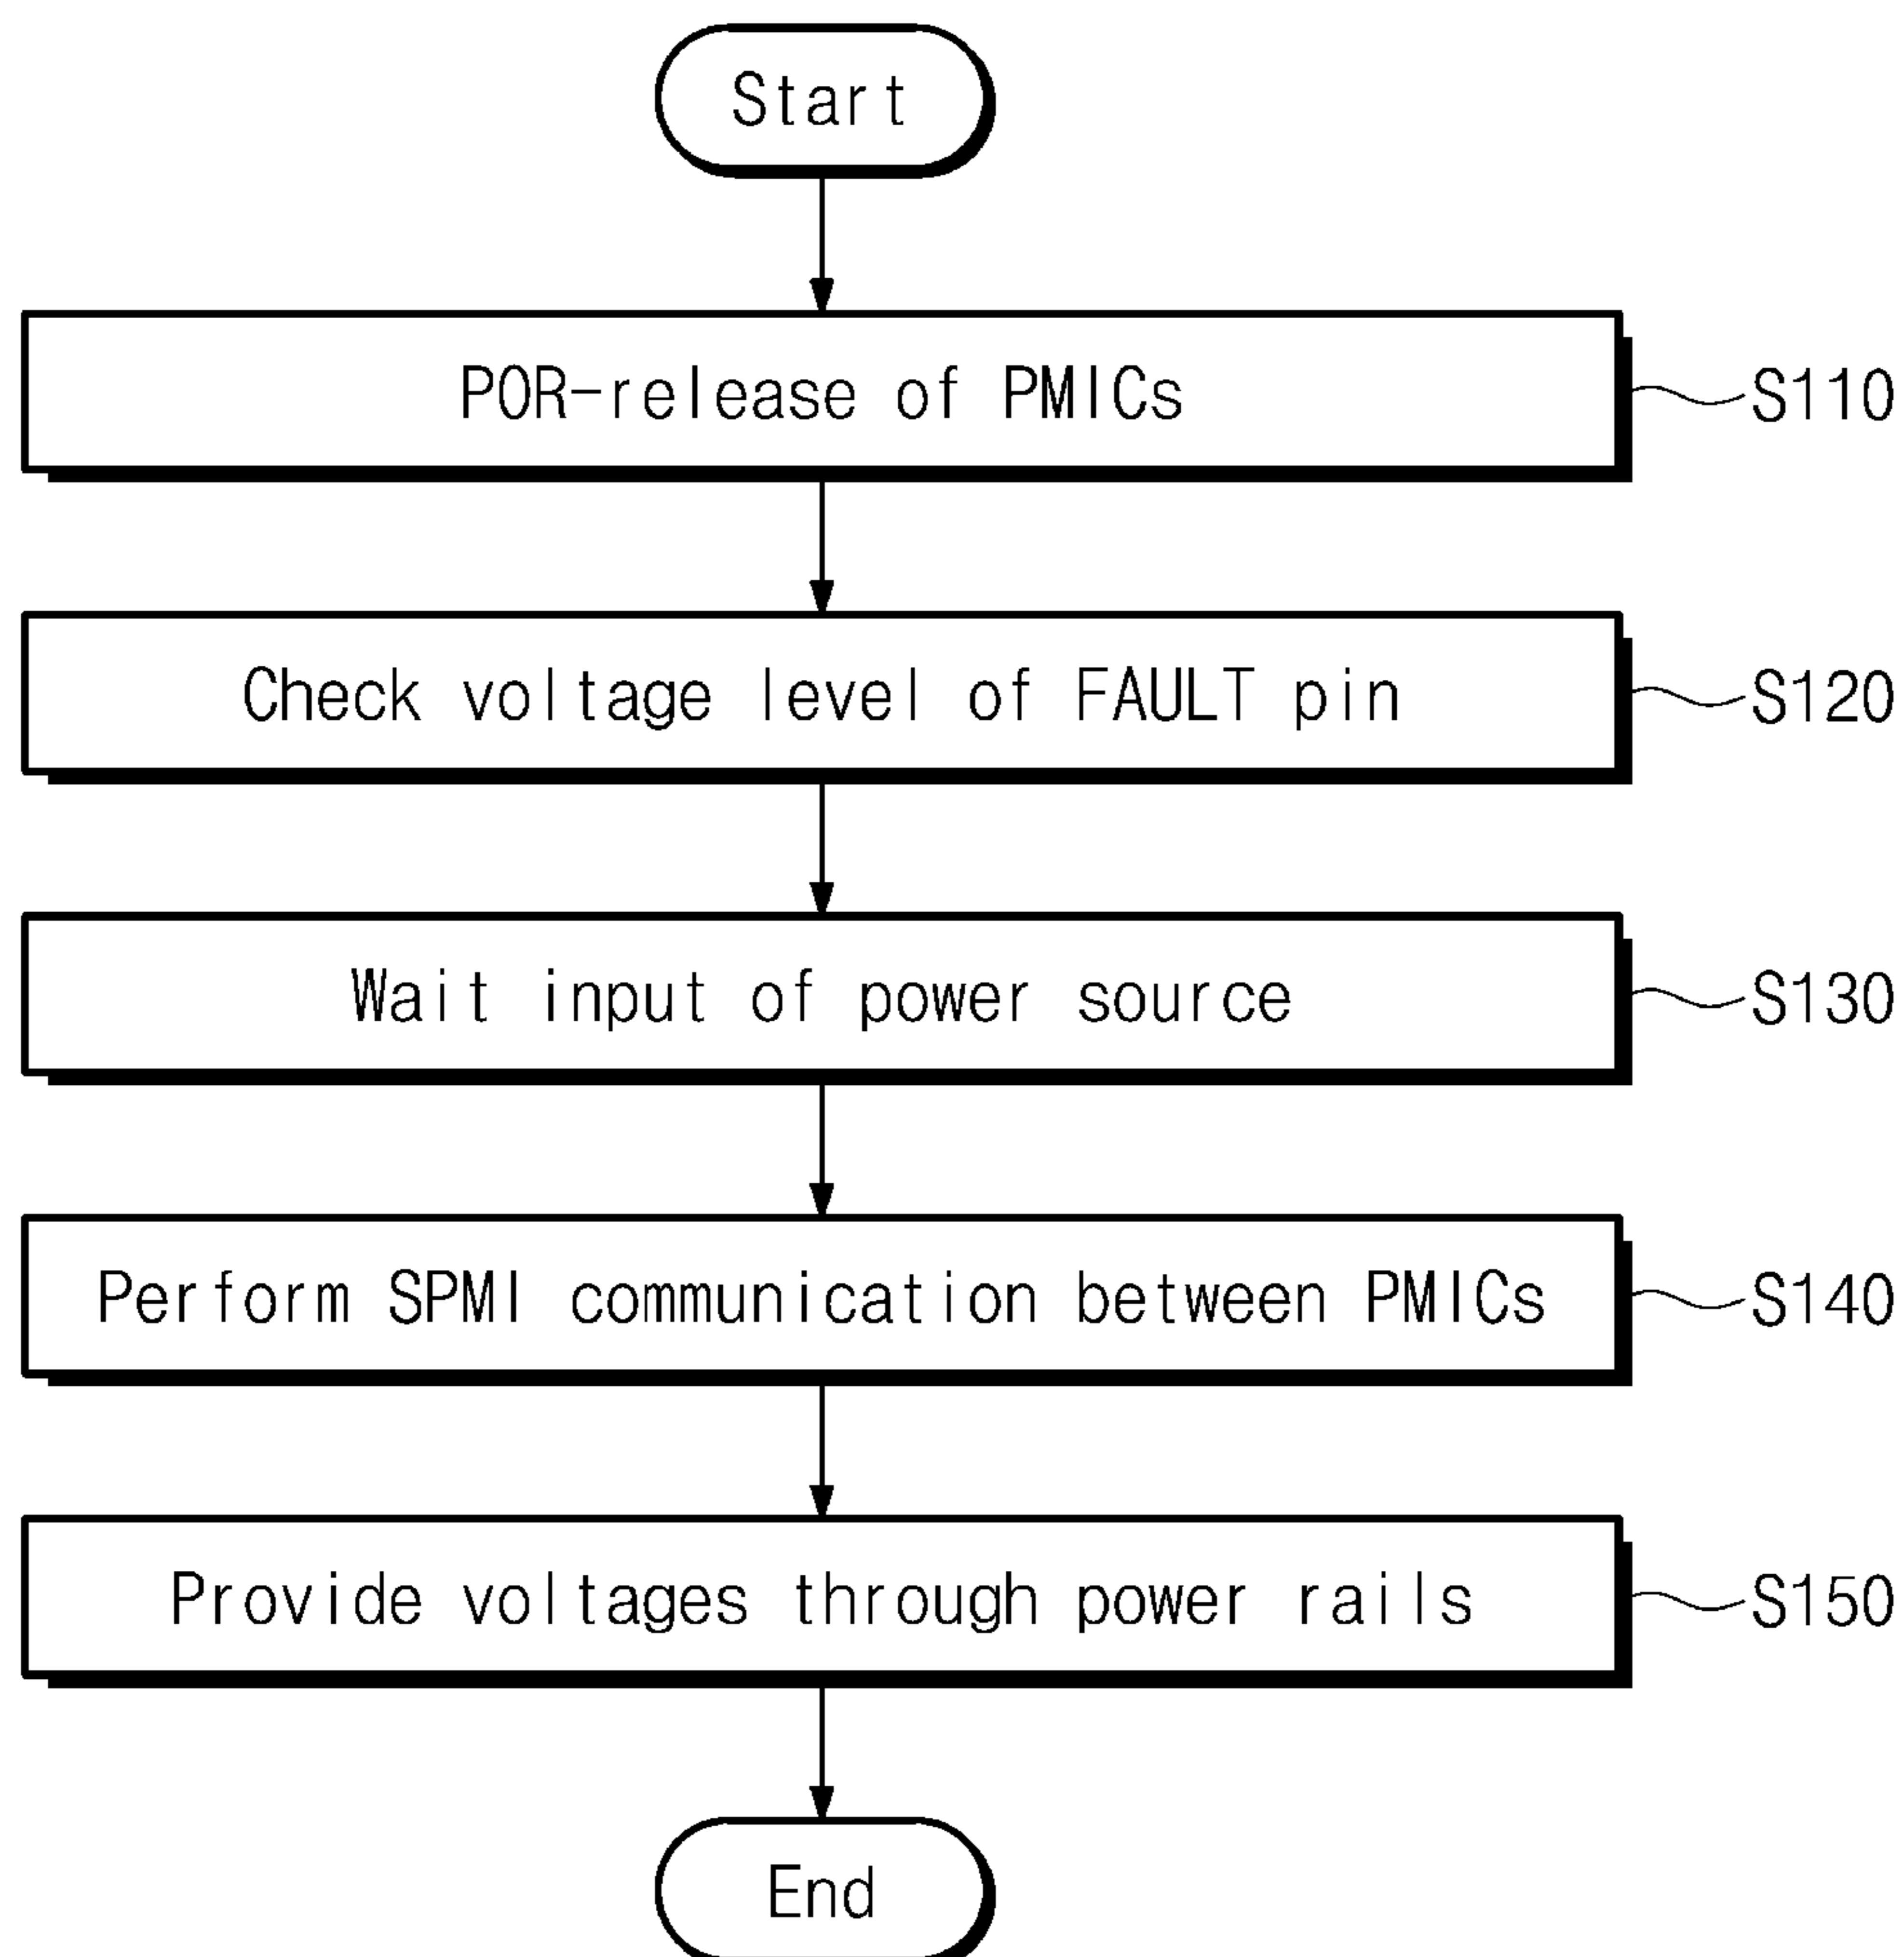 Start
POR-release of PMICs
S110
Check voltage level of FAULT pin
S120
Wait input of power source
S130
Perform SPMI communication between PMICs
S140
Provide voltages through power rails
S150
End